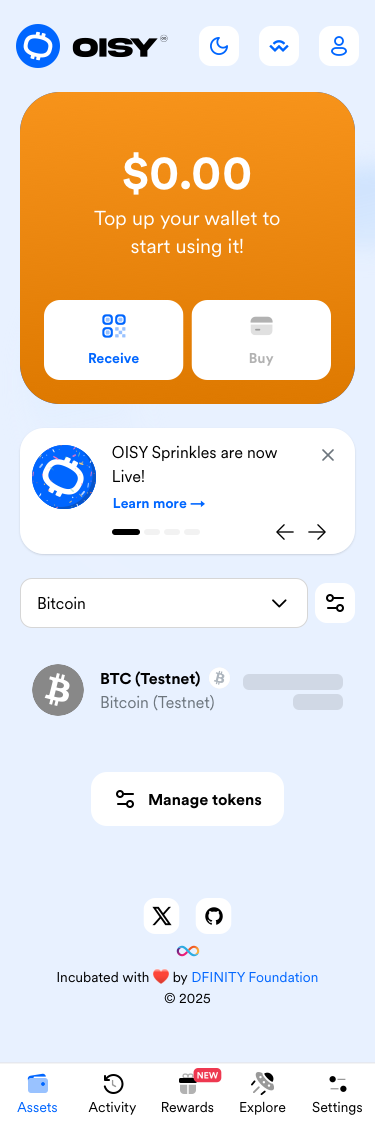 OISY
$0.00
Top up your wallet to
start using it!
Receive
Buy
OISY Sprinkles are now
Live!
Learn more →
Bitcoin
BTC (Testnet)
Bitcoin (Testnet)
Manage tokens
Incubated with ❤️ by DFINITY Foundation
© 2025
NEW
Assets
Activity
Rewards
Explore
Settings